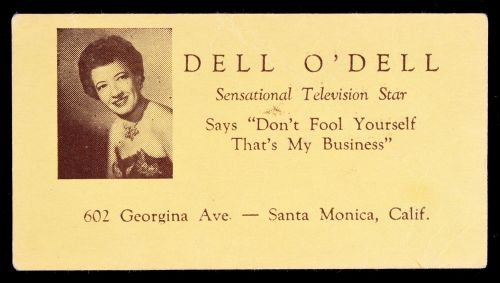 DELL O'DELL
Sensational Television Star
Says "Don't Fool Yourself
That's My Business"
602 Georgina Ave. — Santa Monica, Calif.